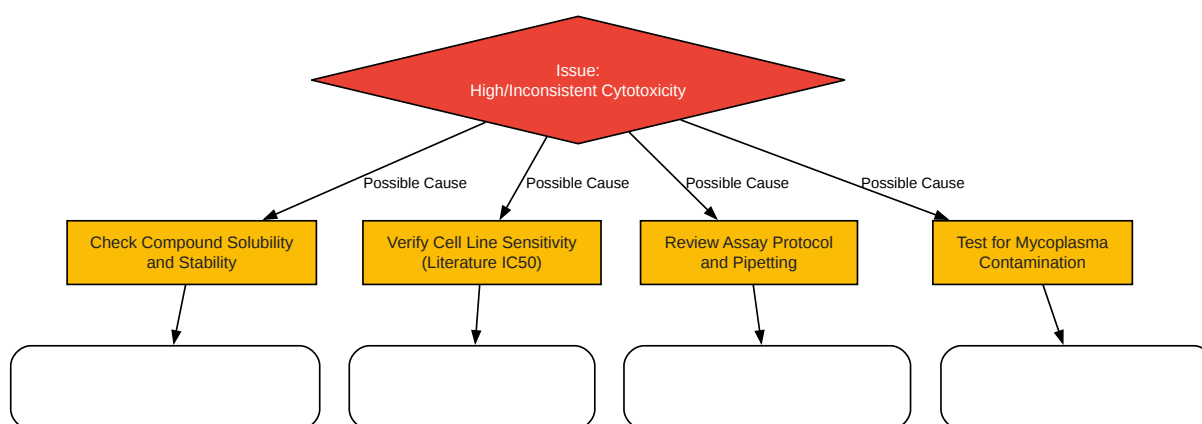 Issue:
High/Inconsistent Cytotoxicity
Possible Cause
Possible Cause
Possible Cause
Possible Cause
Check Compound Solubility
and Stability
Verify Cell Line Sensitivity
(Literature IC50)
Review Assay Protocol
and Pipetting
Test for Mycoplasma
Contamination